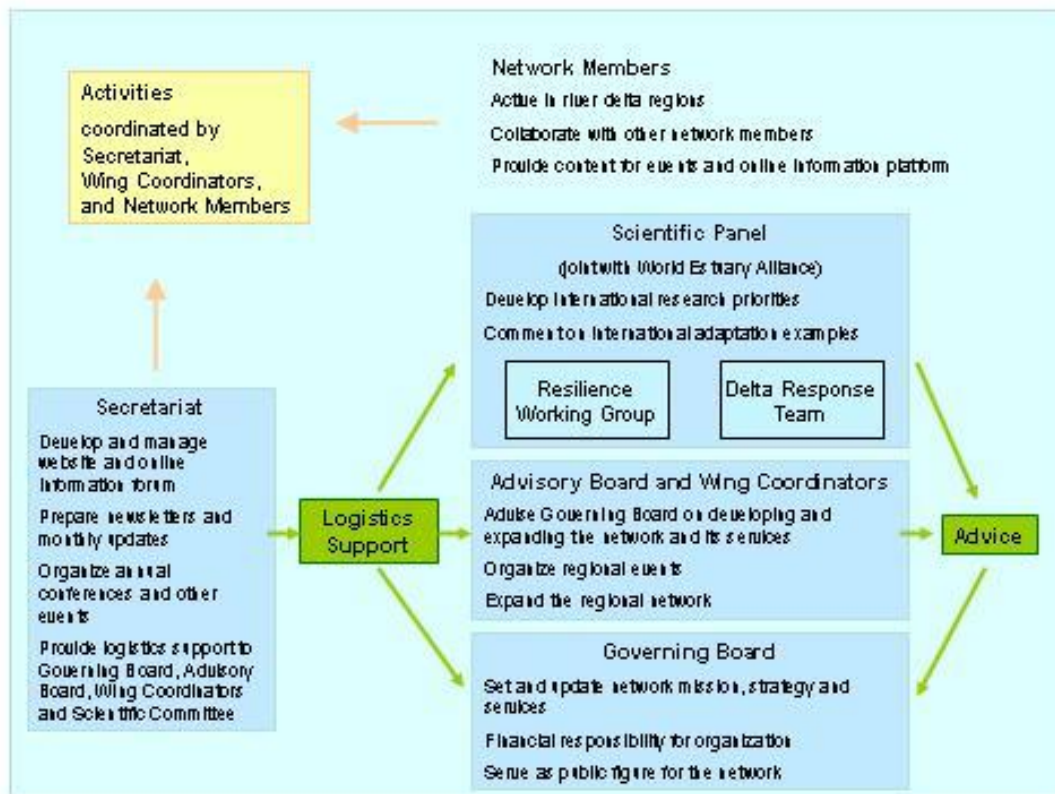 Activities
coordinated by
Secretariat,
Wing Coordinators,
and Network Members
Network Members
Active in river delta regions
Collaborate with other network members
Provide content for events and online information platform
Scientific Panel
(joint with World Estuary Alliance)
Develop international research priorities
Comment on international adaptation examples
Resilience
Working Group
Delta Response
Team
Secretariat
Develop and manage
website and online
information forum
Prepare newsletters and
monthly updates
Organize annual
conferences and other
events
Provide logistics support to
Governing Board, Advisory
Board, Wing Coordinators
and Scientific Committee
Logistics
Support
Advisory Board and Wing Coordinators
Advise Governing Board on developing and
expanding the network and its services
Organize regional events
Expand the regional network
Advice
Governing Board
Set and update network mission, strategy and
services
Financial responsibility for organization
Serve as public figure for the network